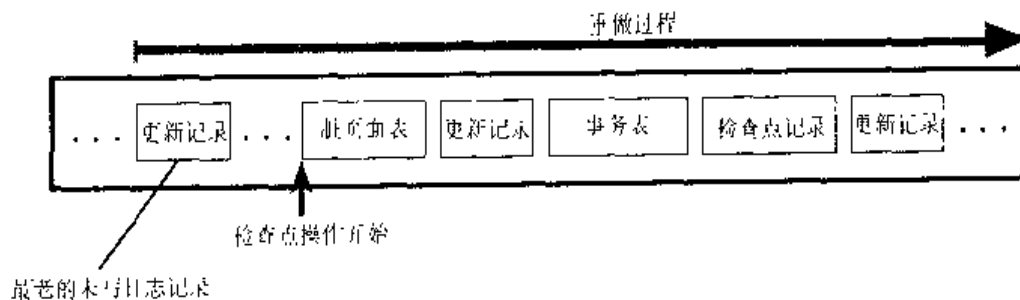 重做过程
... 更新记录 ... 脏页面表 更新记录 事务表 检查点记录 更新记录 ...
检查点操作开始
最老的未写日志记录